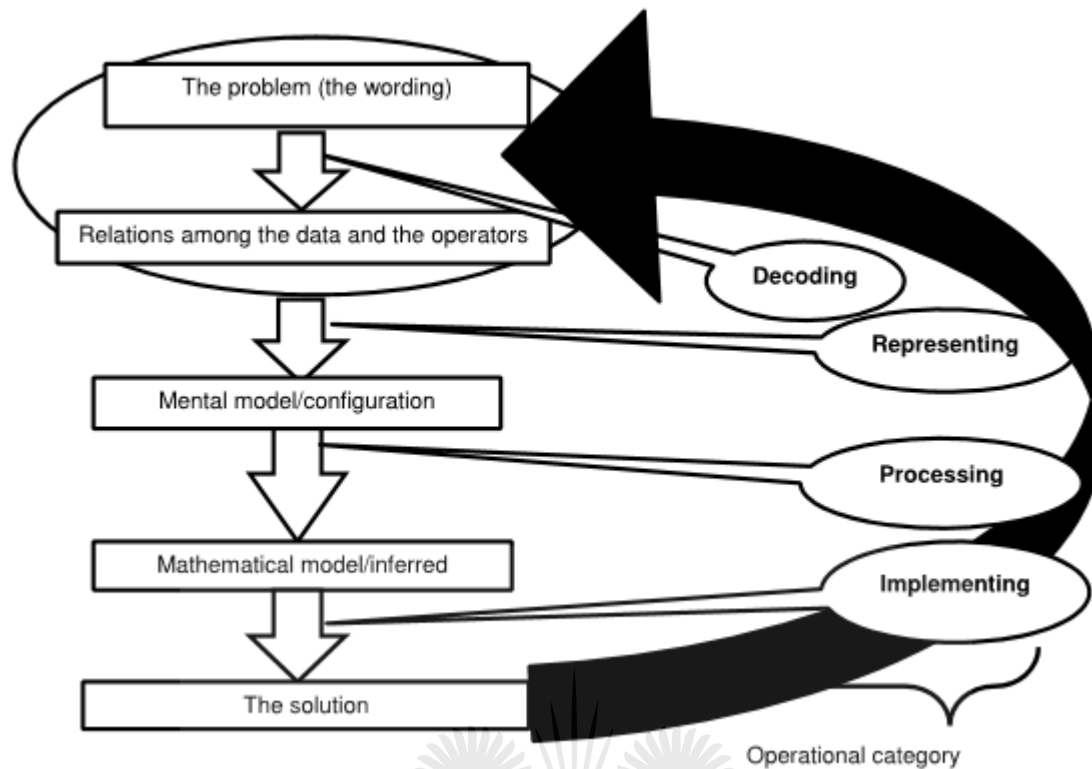 The problem (the wording)
Relations among the data and the operators
Decoding
Representing
Mental model/configuration
Processing
Mathematical model/inferred
Implementing
The solution
Operational category